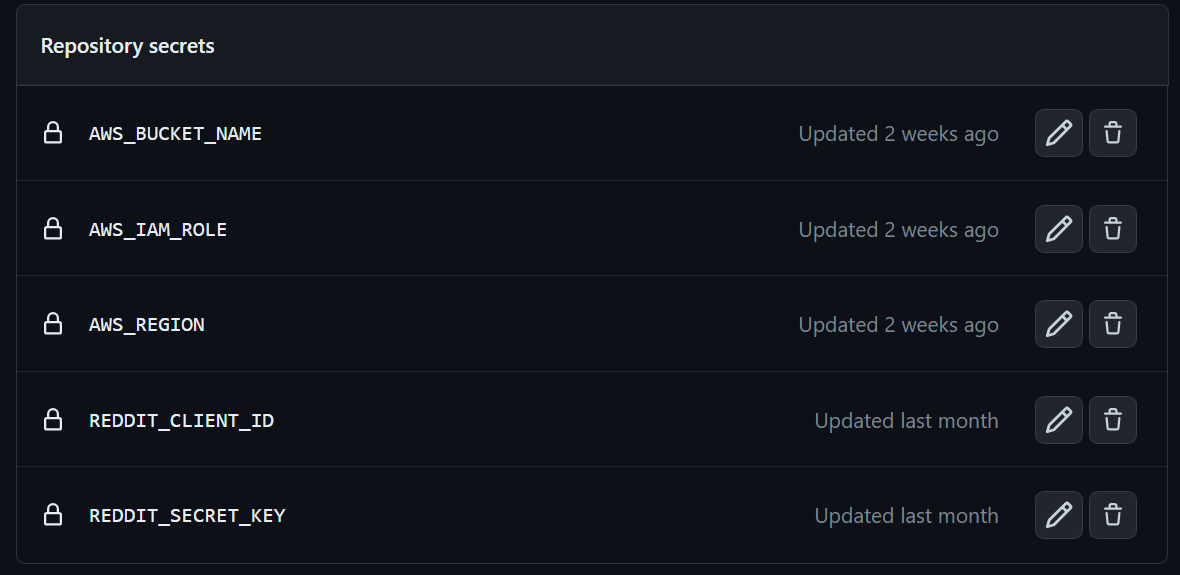 Repository secrets
AWS_BUCKET_NAME Updated 2 weeks ago
AWS_IAM_ROLE Updated 2 weeks ago
AWS_REGION Updated 2 weeks ago
REDDIT_CLIENT_ID Updated last month
REDDIT_SECRET_KEY Updated last month